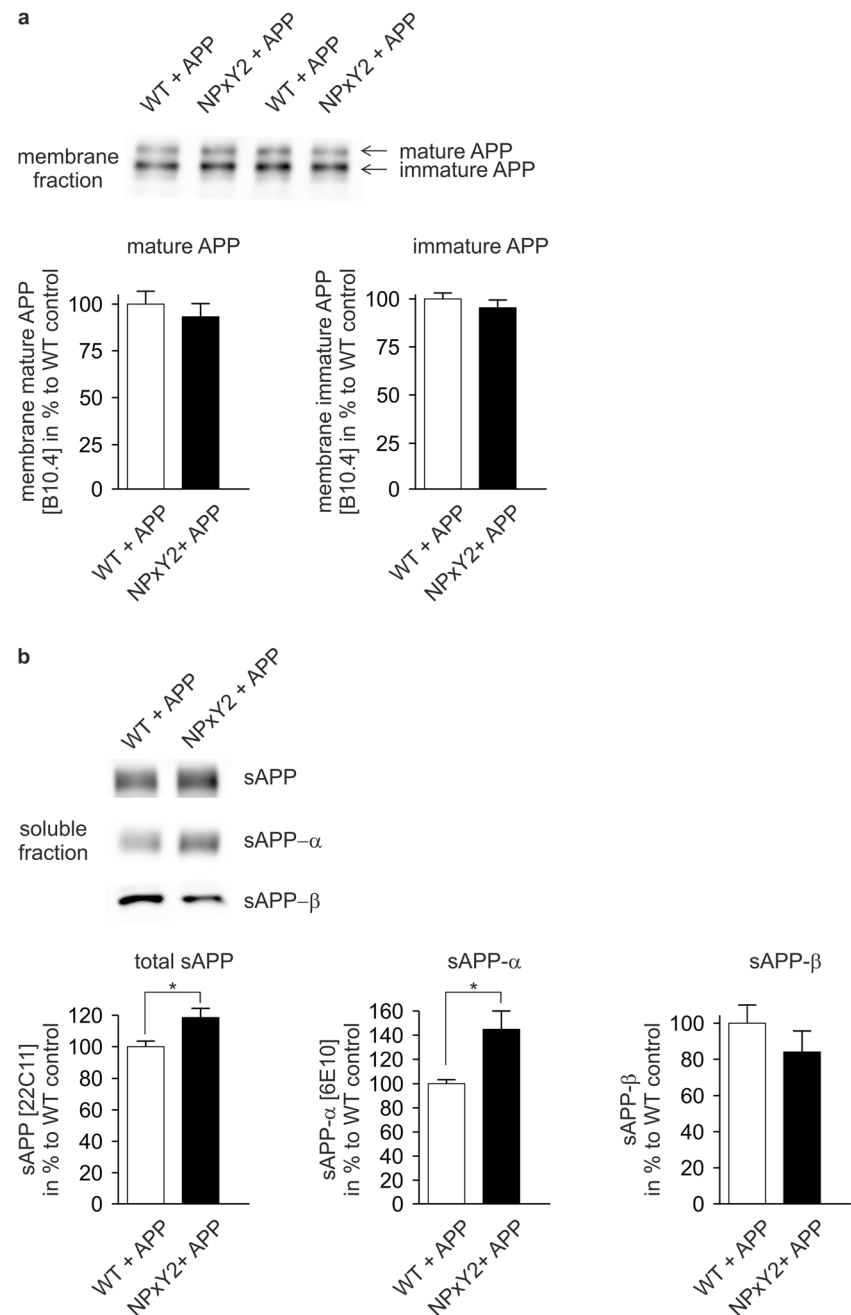 a
WT + APP
NPxY2 + APP
WT + APP
NPxY2 + APP
membrane
fraction
mature APP
immature APP
mature APP
membrane mature APP
[B10.4] in % to WT control
100
75
50
25
0
WT + APP
NPxY2+ APP
immature APP
membrane immature APP
[B10.4] in % to WT control
100
75
50
25
0
WT + APP
NPxY2+ APP
b
WT + APP
NPxY2 + APP
soluble
fraction
sAPP
sAPP–α
sAPP–β
total sAPP
sAPP [22C11]
in % to WT control
120
100
80
60
40
20
0
*
WT + APP
NPxY2+ APP
sAPP-α
sAPP-α [6E10]
in % to WT control
160
140
120
100
80
60
40
20
0
*
WT + APP
NPxY2+ APP
sAPP-β
sAPP-β
in % to WT control
100
80
60
40
20
0
WT + APP
NPxY2+ APP